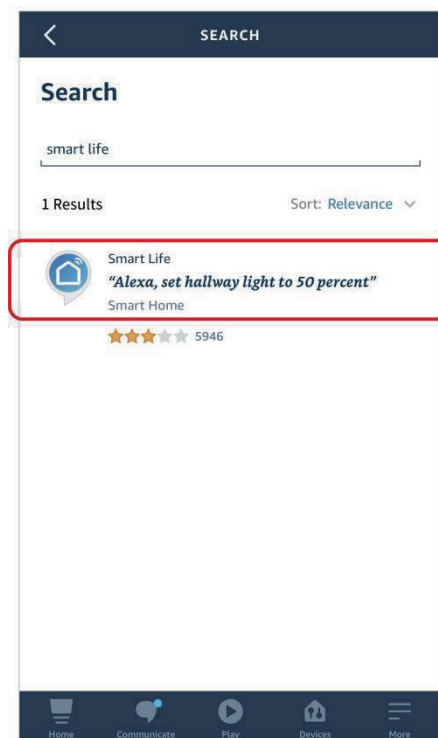 SEARCH
Search
smart life
1 Results Sort: Relevance
Smart Life
“Alexa, set hallway light to 50 percent”
Smart Home
5946
Home Communicate Play Devices More